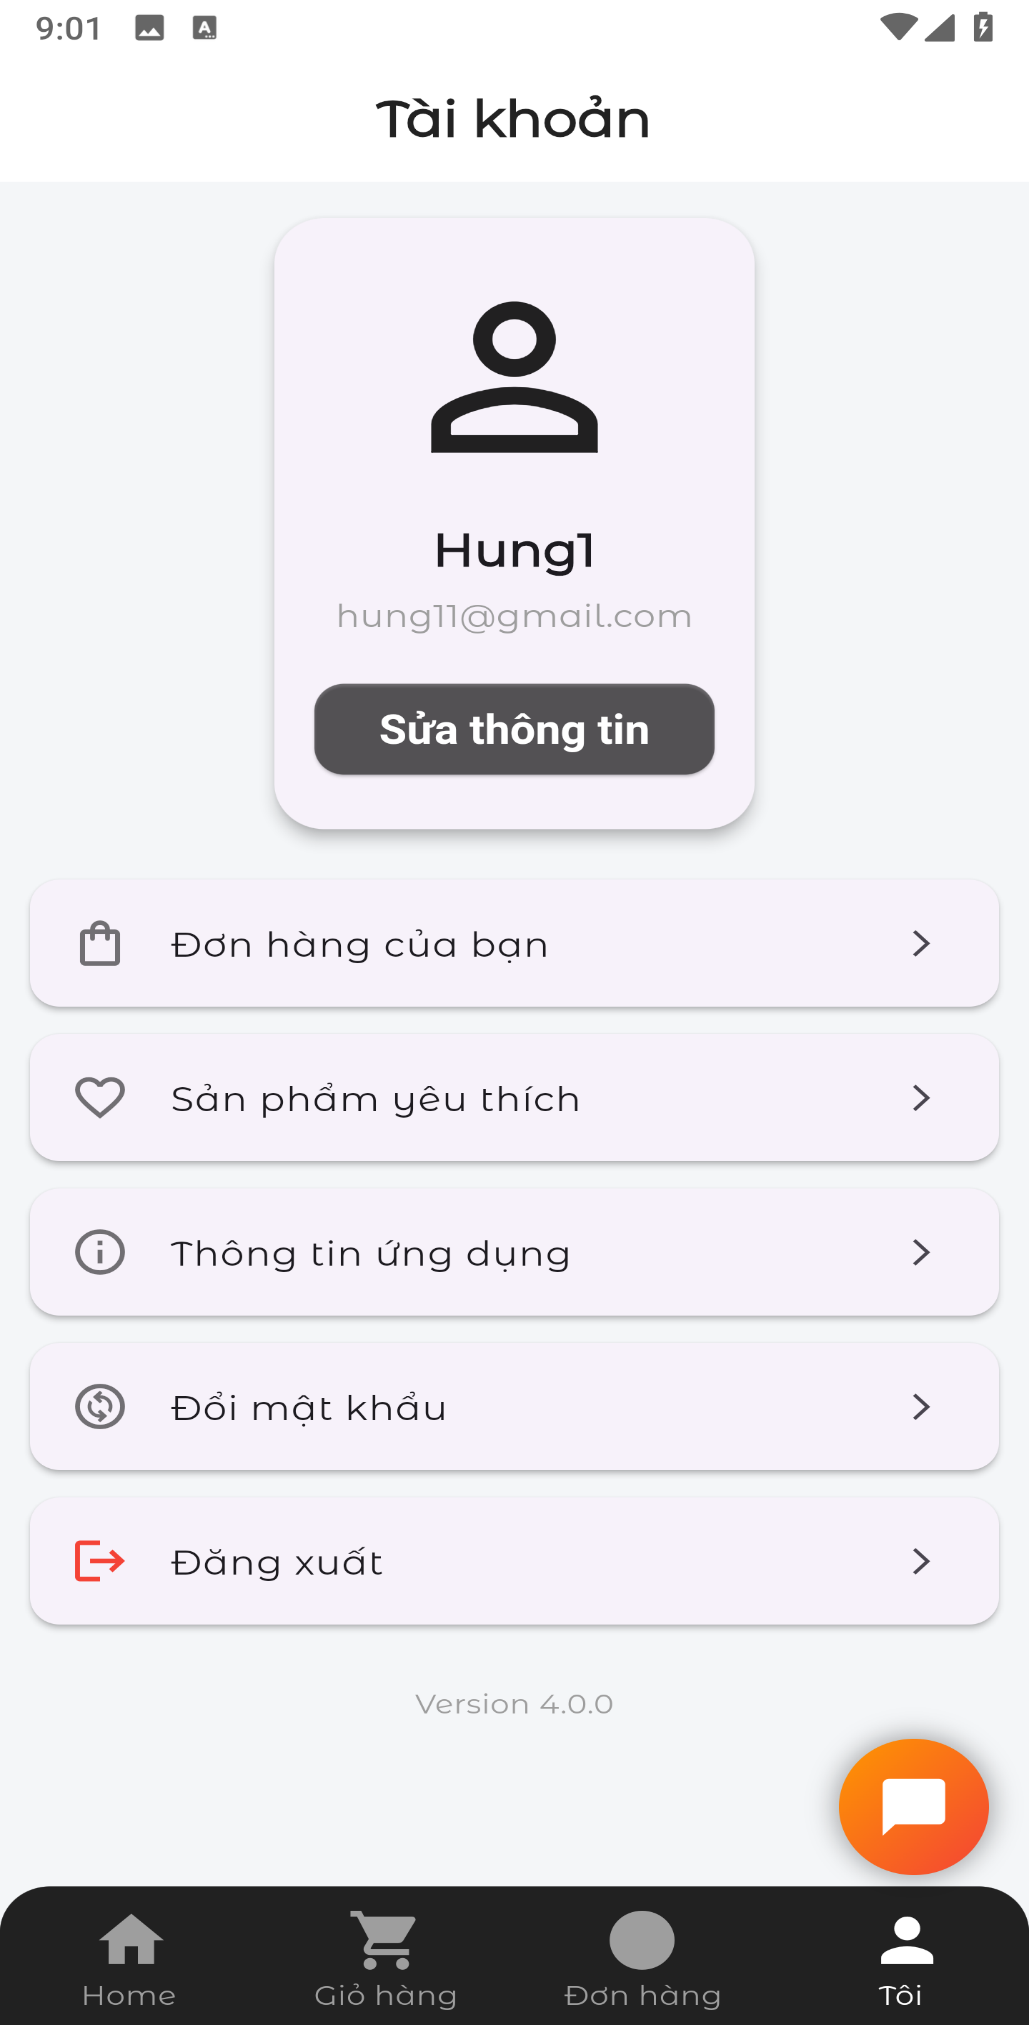 9:01
Tài khoản
Hung1
hung11@gmail.com
Sửa thông tin
Đơn hàng của bạn
Sản phẩm yêu thích
Thông tin ứng dụng
Đổi mật khẩu
Đăng xuất
Version 4.0.0
Home
Giỏ hàng
Đơn hàng
Tôi